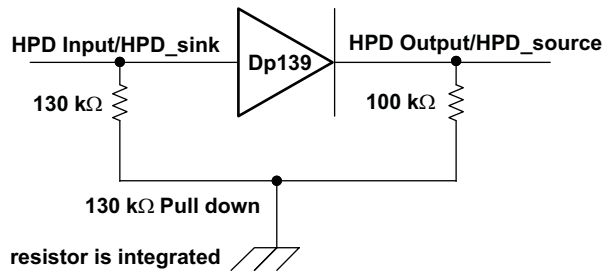 HPD Input/HPD_sink
HPD Output/HPD_source
Dp139
130 kΩ
100 kΩ
130 kΩ Pull down
resistor is integrated